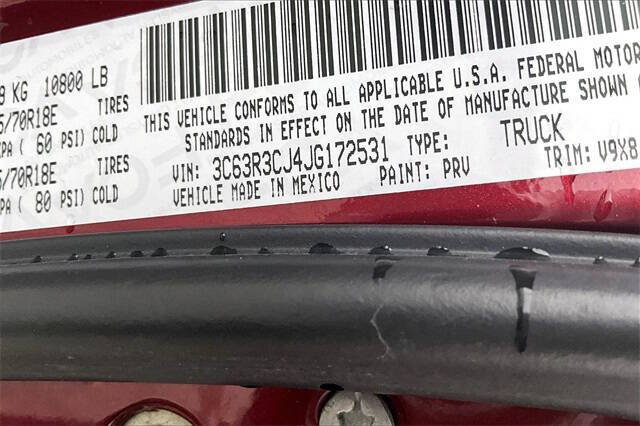 KG 10800 LB
/70R18E TIRES
PA ( 60 PSI) COLD
/70R18E TIRES
PA ( 80 PSI) COLD
THIS VEHICLE CONFORMS TO ALL APPLICABLE U.S.A. FEDERAL MOTOR
STANDARDS IN EFFECT ON THE DATE OF MANUFACTURE SHOWN
VIN: 3C63R3CJ4JG172531 TYPE: TRUCK
VEHICLE MADE IN MEXICO PAINT: PRV TRIM: V9X8